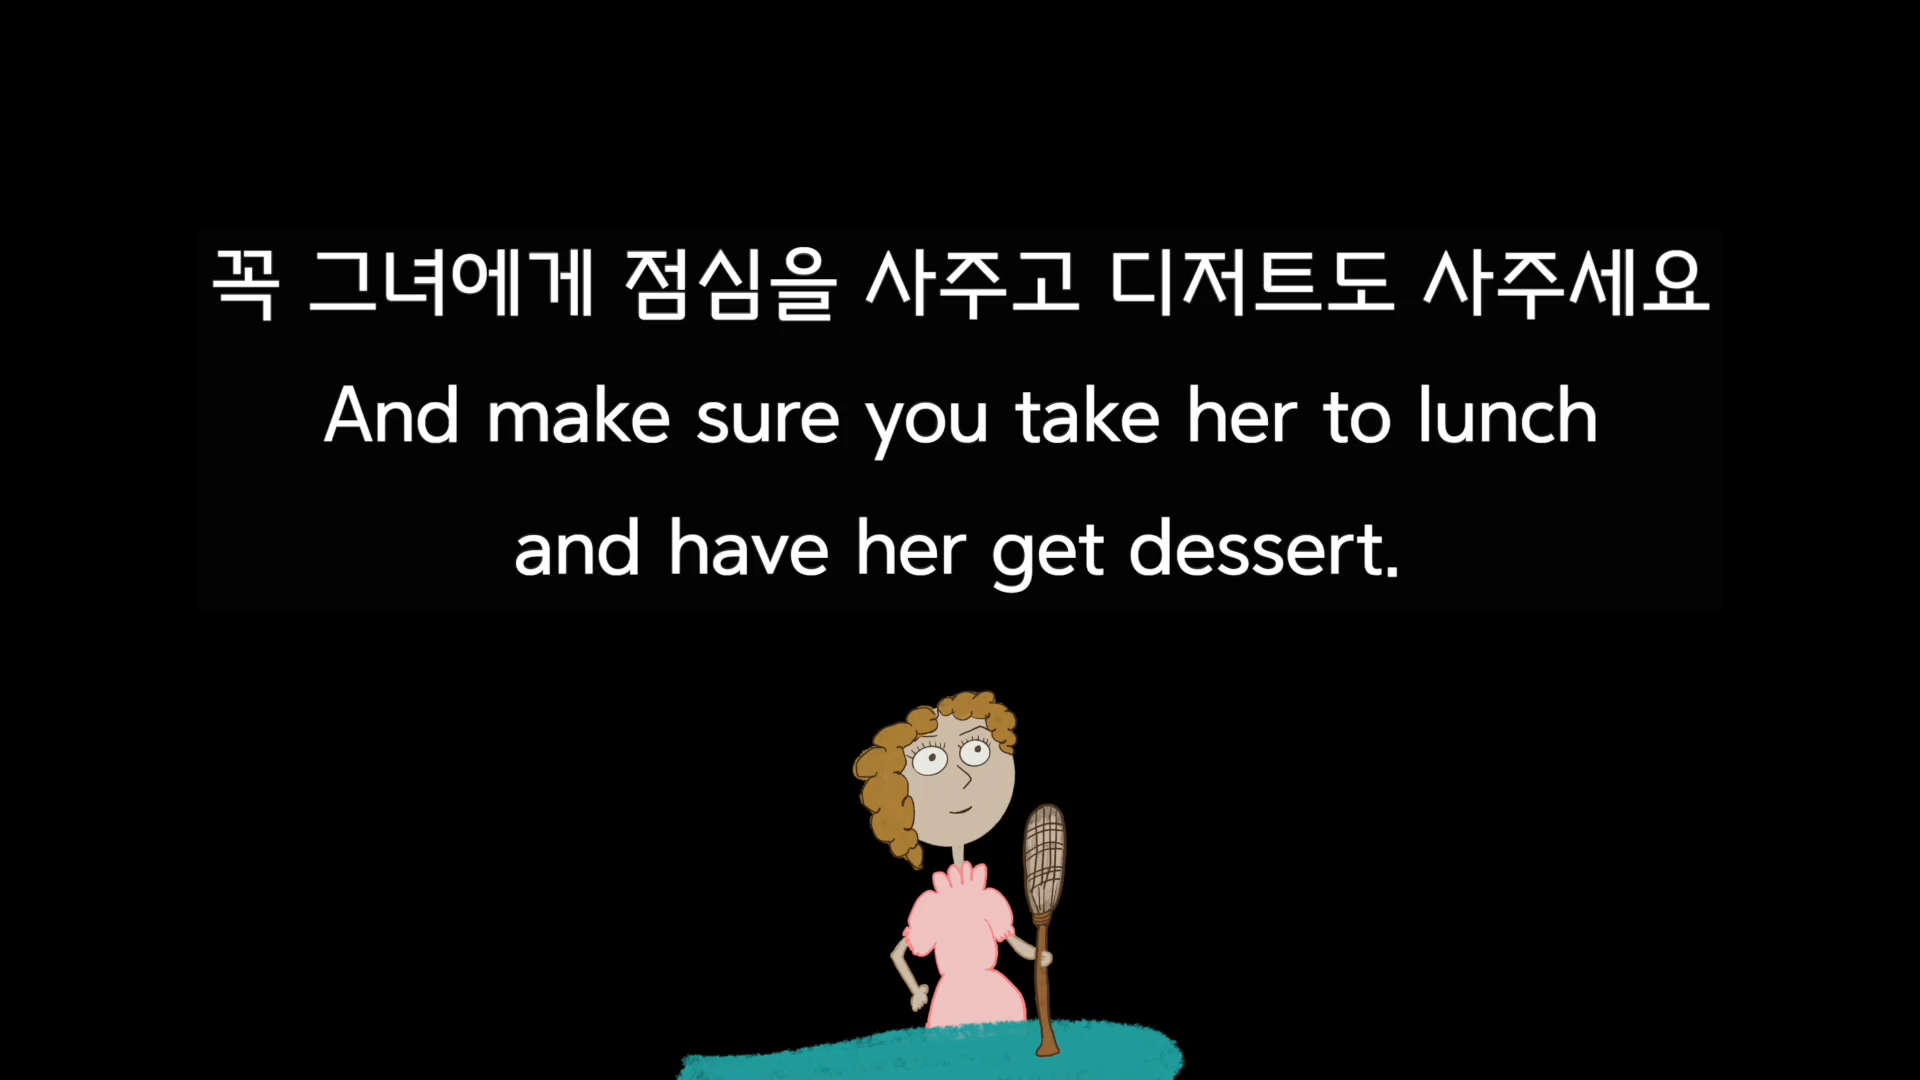 꼭 그녀에게 점심을 사주고 디저트도 사주세요
And make sure you take her to lunch
and have her get dessert.